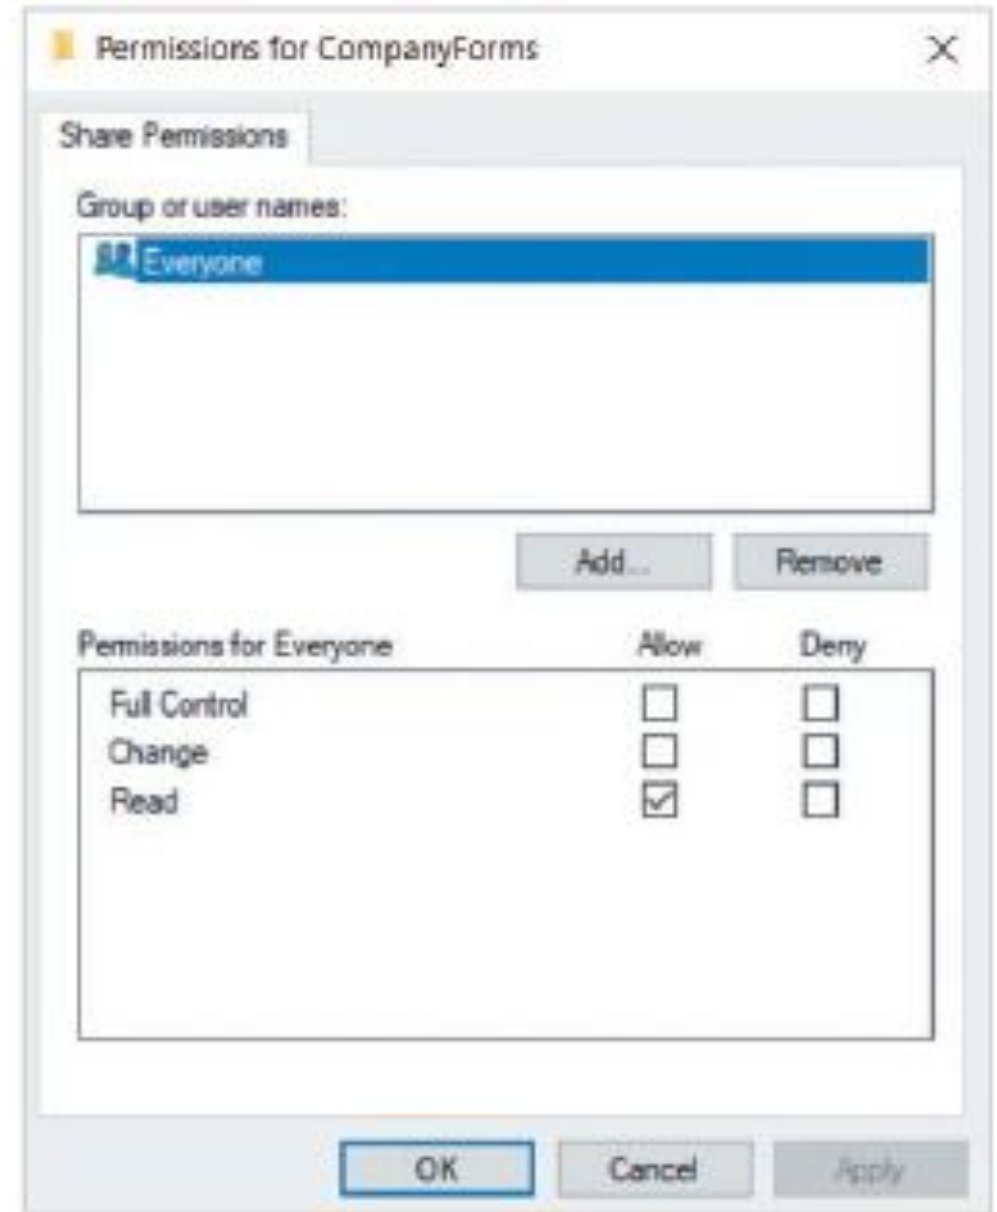 Permissions for CompanyForms
Share Permissions
Group or user names:
Everyone
Add... Remove
Permissions for Everyone Allow Deny
Full Control
Change
Read
OK Cancel Apply